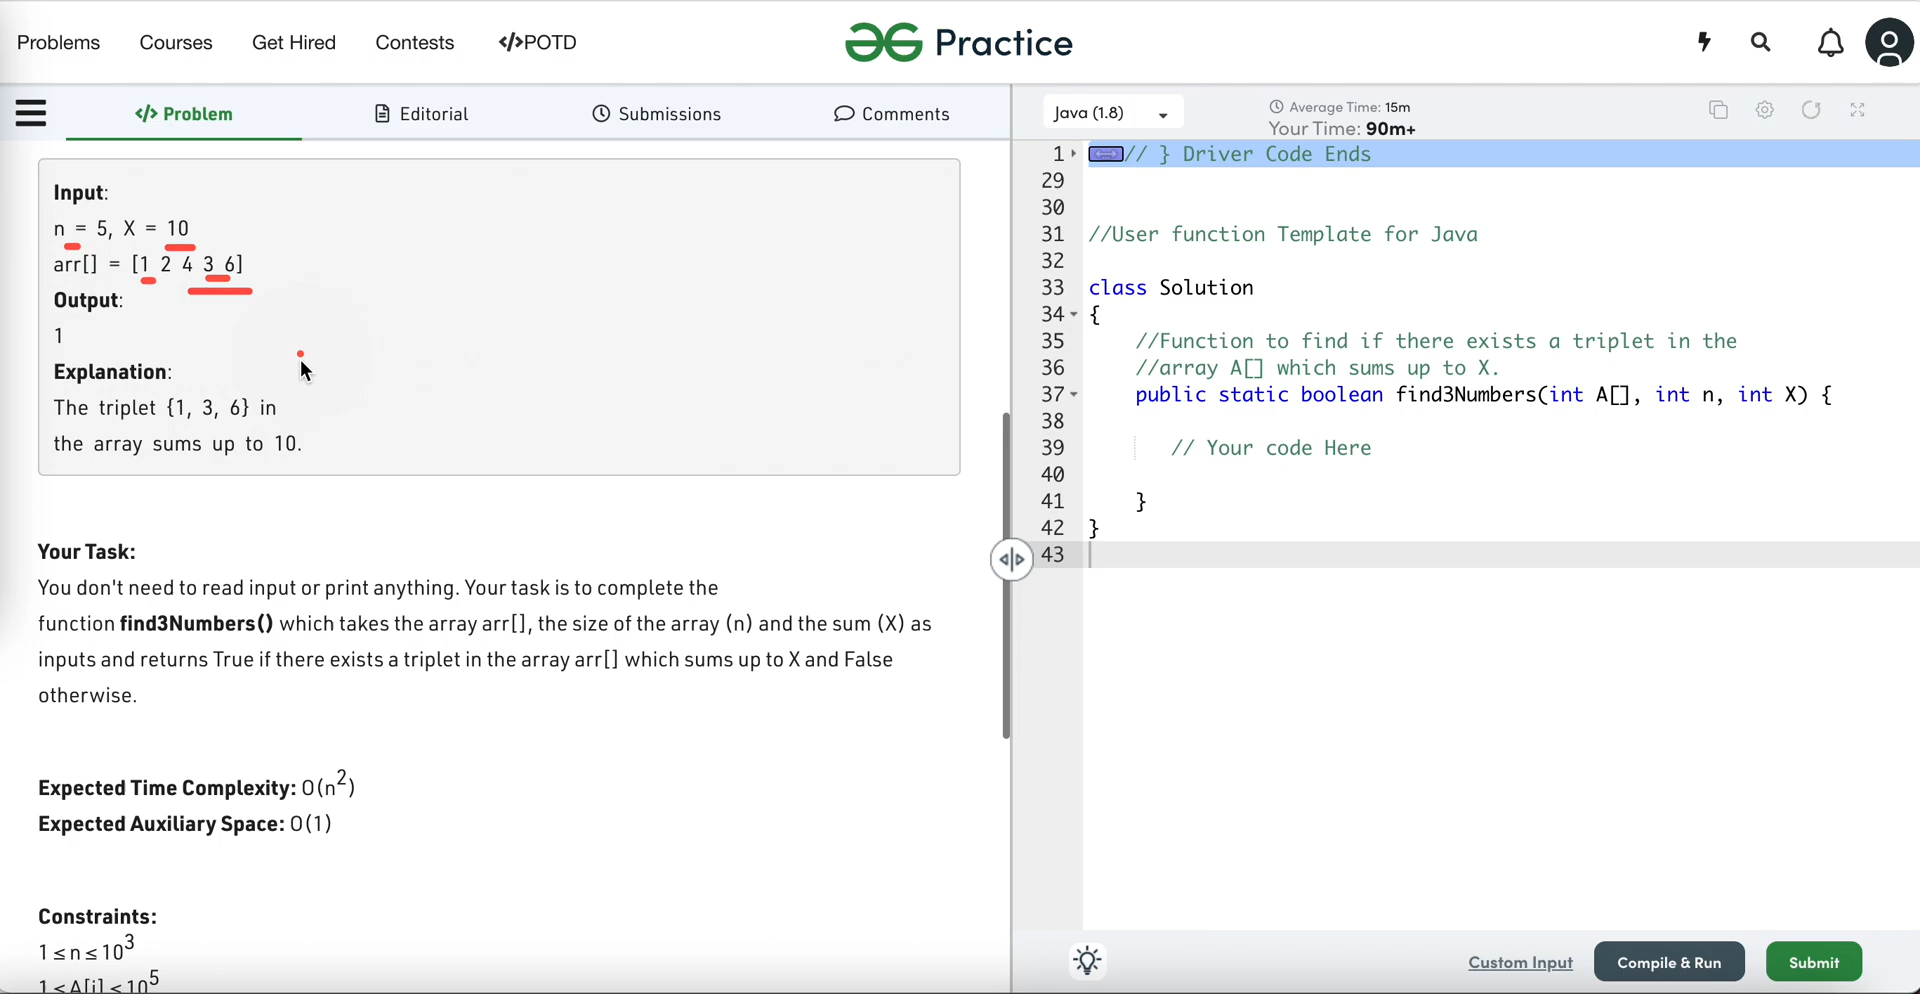 Problems Courses Get Hired Contests </>POTD
Practice
</> Problem Editorial Submissions Comments
Input:
n = 5, X = 10
arr[] = [1 2 4 3 6]
Output:
1
Explanation:
The triplet {1, 3, 6} in
the array sums up to 10.
Your Task:
You don't need to read input or print anything. Your task is to complete the
function find3Numbers() which takes the array arr[], the size of the array (n) and the sum (X) as
inputs and returns True if there exists a triplet in the array arr[] which sums up to X and False
otherwise.
Expected Time Complexity: O(n²)
Expected Auxiliary Space: O(1)
Constraints:
1 ≤ n ≤ 10³
1 ≤ A[i] ≤ 10⁵
Java (1.8)
Average Time: 15m
Your Time: 90m+
1 // } Driver Code Ends
29
30
31 //User function Template for Java
32
33 class Solution
34 {
35 //Function to find if there exists a triplet in the
36 //array A[] which sums up to X.
37 public static boolean find3Numbers(int A[], int n, int X) {
38
39 // Your code Here
40
41 }
42 }
43
Custom Input Compile & Run Submit